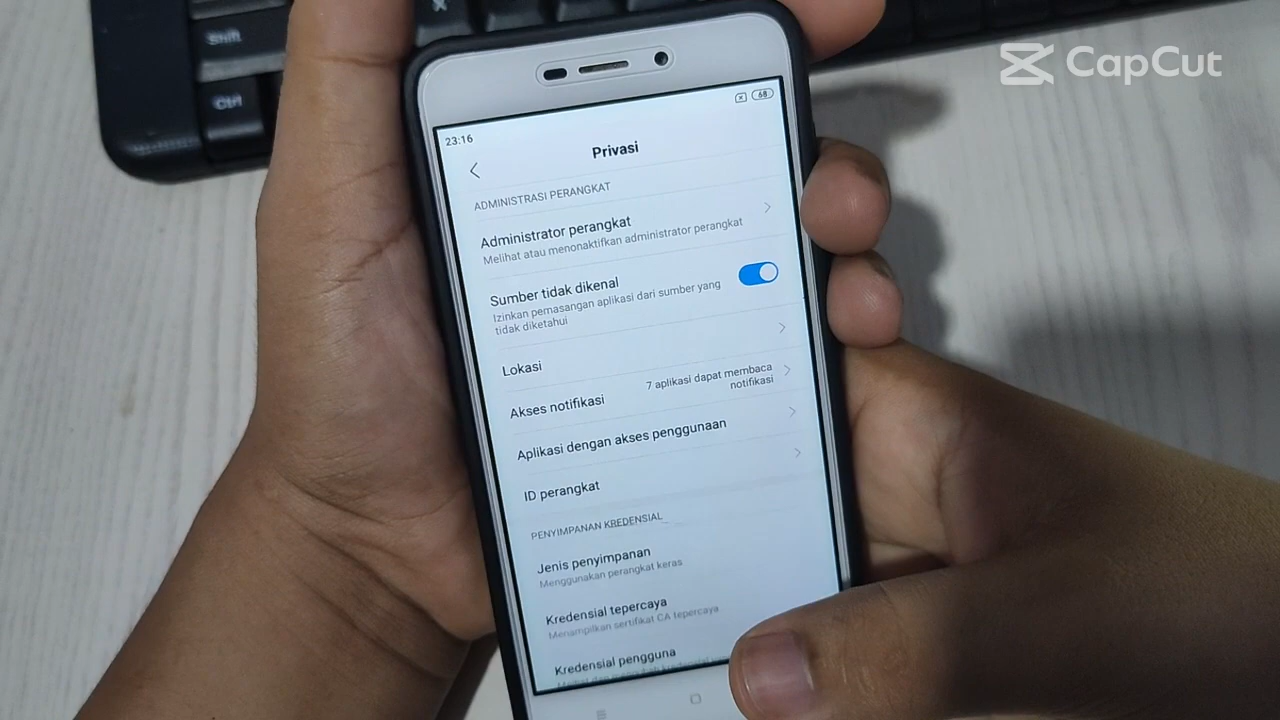 Shift
Ctrl
CapCut
23:16
68
Privasi
ADMINISTRASI PERANGKAT
Administrator perangkat
Melihat atau menonaktifkan administrator perangkat
Sumber tidak dikenal
Izinkan pemasangan aplikasi dari sumber yang
tidak diketahui
Lokasi
Akses notifikasi
7 aplikasi dapat membaca
notifikasi
Aplikasi dengan akses penggunaan
ID perangkat
PENYIMPANAN KREDENSIAL
Jenis penyimpanan
Menggunakan perangkat keras
Kredensial tepercaya
Menampilkan sertifikat CA tepercaya
Kredensial pengguna